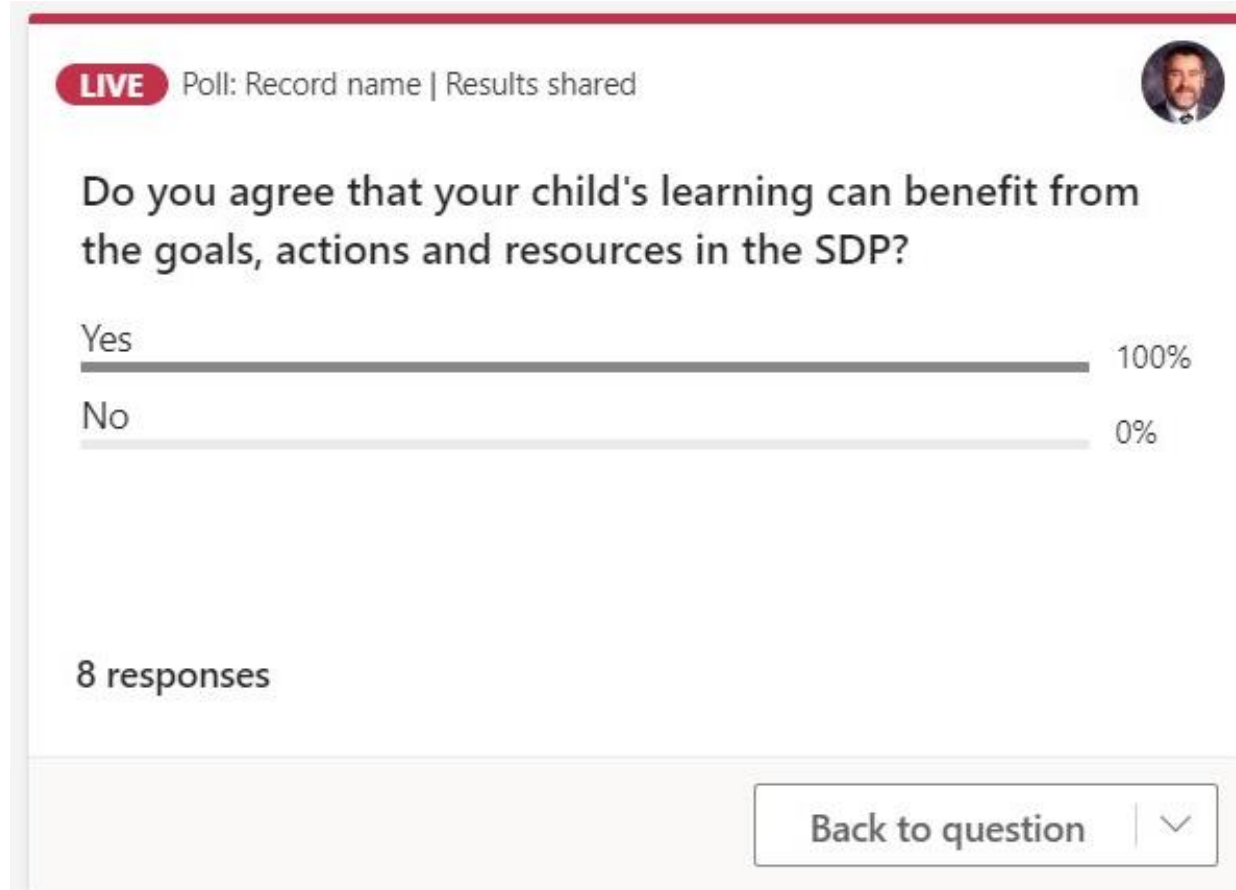 LIVE Poll: Record name | Results shared
Do you agree that your child's learning can benefit from
the goals, actions and resources in the SDP?
Yes
100%
No
0%
8 responses
Back to question